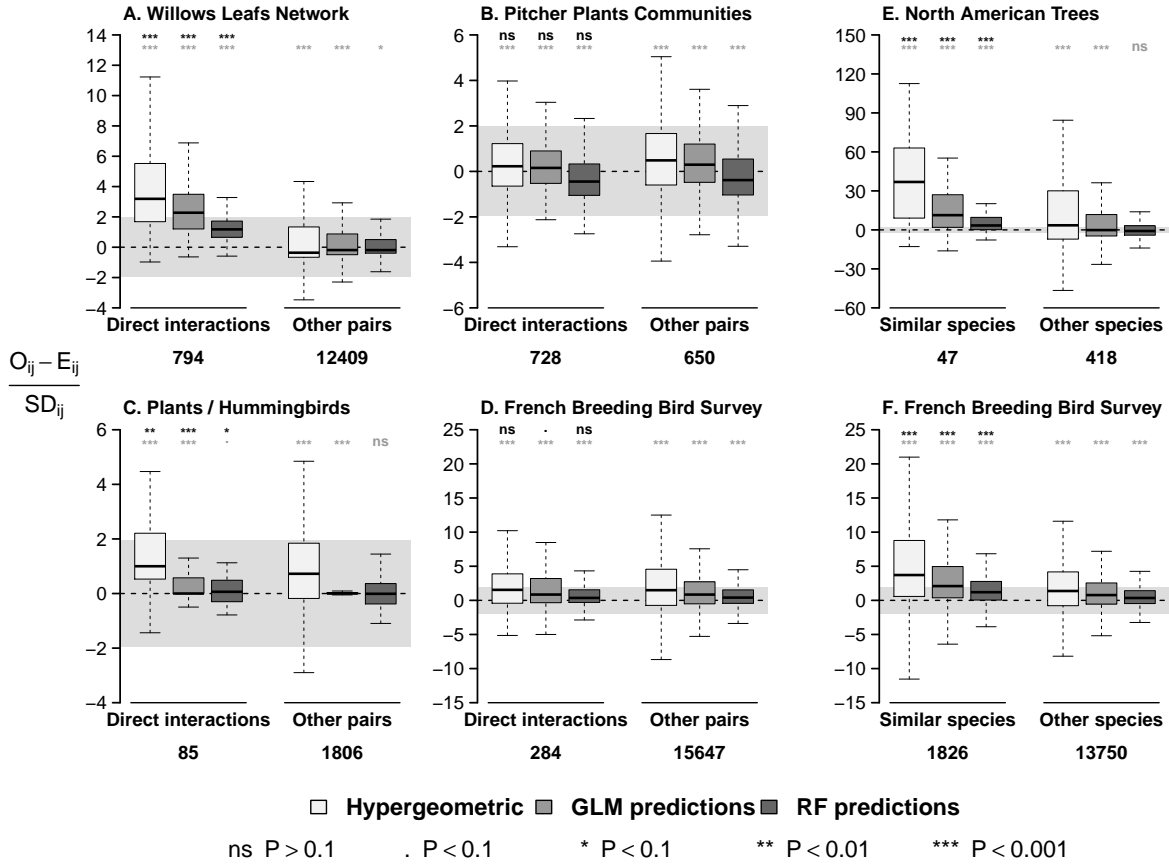 A. Willows Leafs Network
14
12
10
8
6
4
2
0
−2
−4
*** *** ***
*** *** *** *** *** *
Direct interactions Other pairs
794 12409
B. Pitcher Plants Communities
6
4
2
0
−2
−4
6
ns ns ns
*** *** *** *** *** ***
Direct interactions Other pairs
728 650
E. North American Trees
150
120
90
60
30
0
−30
−60
*** *** ***
*** *** *** *** *** ns
Similar species Other species
47 418
Oij − Eij
SDij
C. Plants / Hummingbirds
6
4
2
0
−2
−4
** *** *
*** *** . *** *** ns
Direct interactions Other pairs
85 1806
D. French Breeding Bird Survey
25
20
15
10
5
0
−5
−10
−15
ns . ns
*** *** *** *** *** ***
Direct interactions Other pairs
284 15647
F. French Breeding Bird Survey
25
20
15
10
5
0
−5
−10
−15
*** *** ***
*** *** *** *** *** ***
Similar species Other species
1826 13750
Hypergeometric GLM predictions RF predictions
ns P > 0.1 . P < 0.1 * P < 0.1 ** P < 0.01 *** P < 0.001